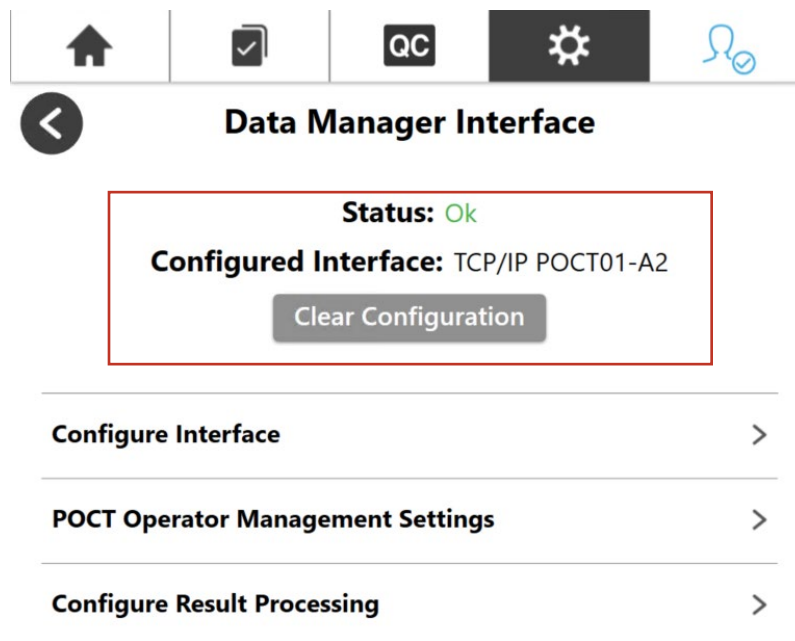 QC
Data Manager Interface
Status: Ok
Configured Interface: TCP/IP POCT01-A2
Clear Configuration
Configure Interface
POCT Operator Management Settings
Configure Result Processing